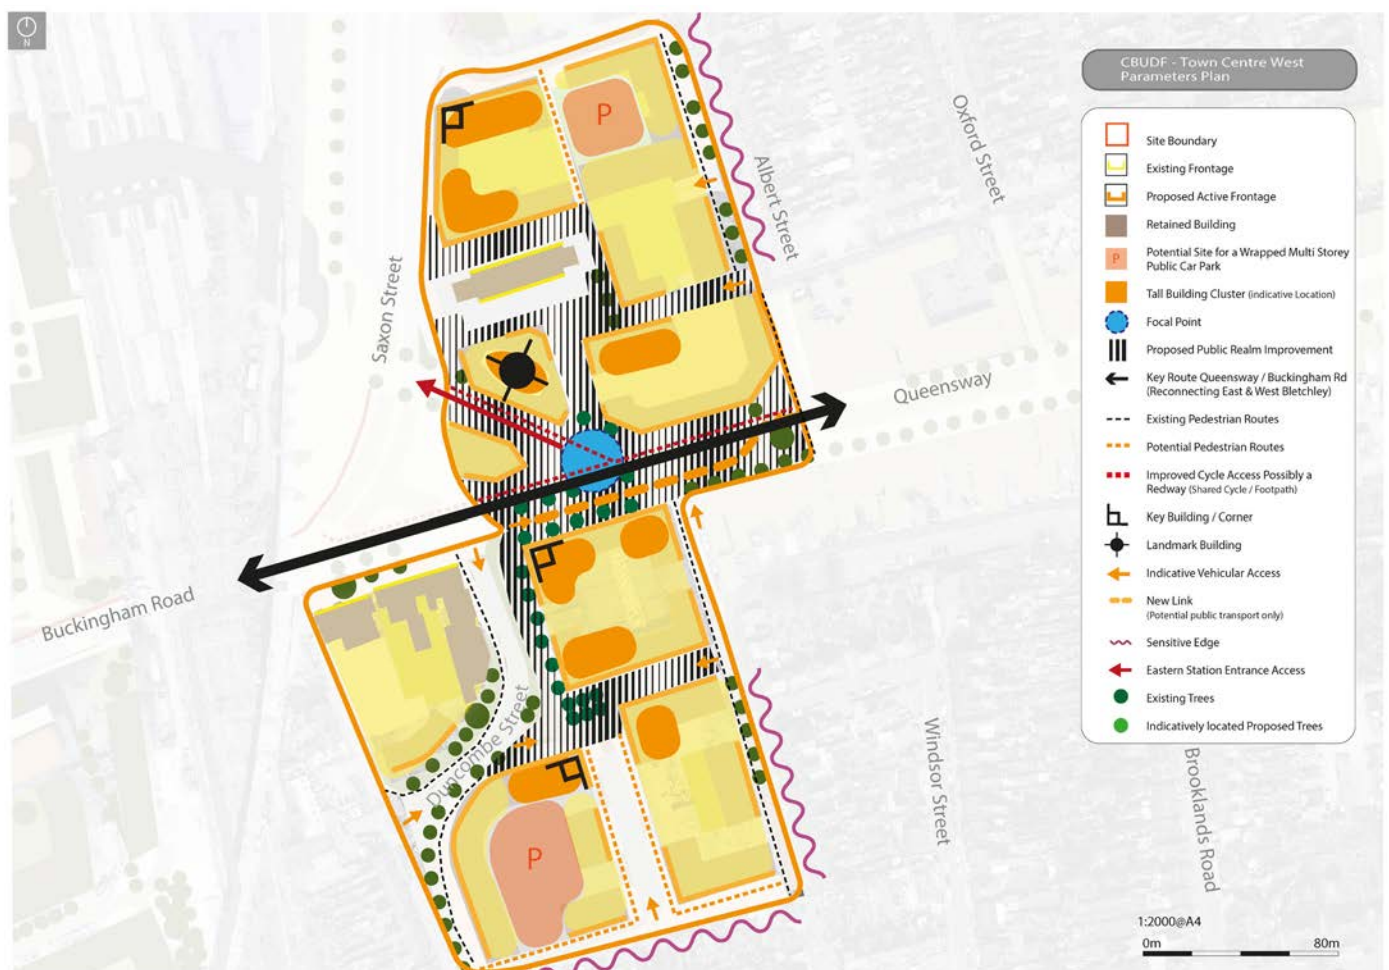 N
CBUDF - Town Centre West
Parameters Plan
Site Boundary
Existing Frontage
Proposed Active Frontage
Retained Building
P
Potential Site for a Wrapped Multi Storey
Public Car Park
Tall Building Cluster (indicative Location)
Focal Point
Proposed Public Realm Improvement
Key Route Queensway / Buckingham Rd
(Reconnecting East & West Bletchley)
Existing Pedestrian Routes
Potential Pedestrian Routes
Improved Cycle Access Possibly a
Redway (Shared Cycle / Footpath)
Key Building / Corner
Landmark Building
Indicative Vehicular Access
New Link
(Potential public transport only)
Sensitive Edge
Eastern Station Entrance Access
Existing Trees
Indicatively located Proposed Trees
P
Oxford Street
Albert Street
Saxon Street
Queensway
Buckingham Road
Duncombe Street
Windsor Street
Brooklands Road
P
1:2000@A4
0m 80m